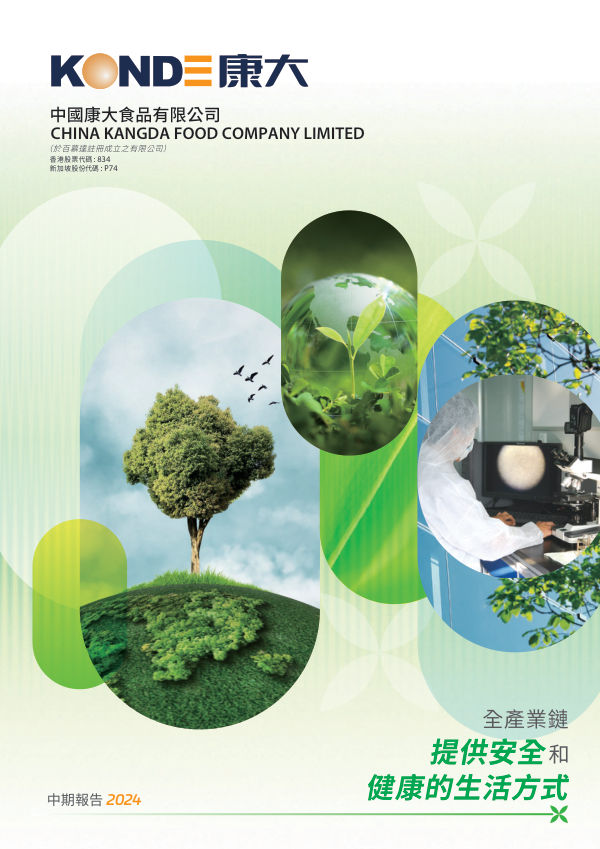 KONDE康大
中國康大食品有限公司
CHINA KANGDA FOOD COMPANY LIMITED
(於百慕達註冊成立之有限公司)
香港股票代碼 : 834
新加坡股份代碼 : P74
全產業鏈
提供安全和
健康的生活方式
中期報告 2024